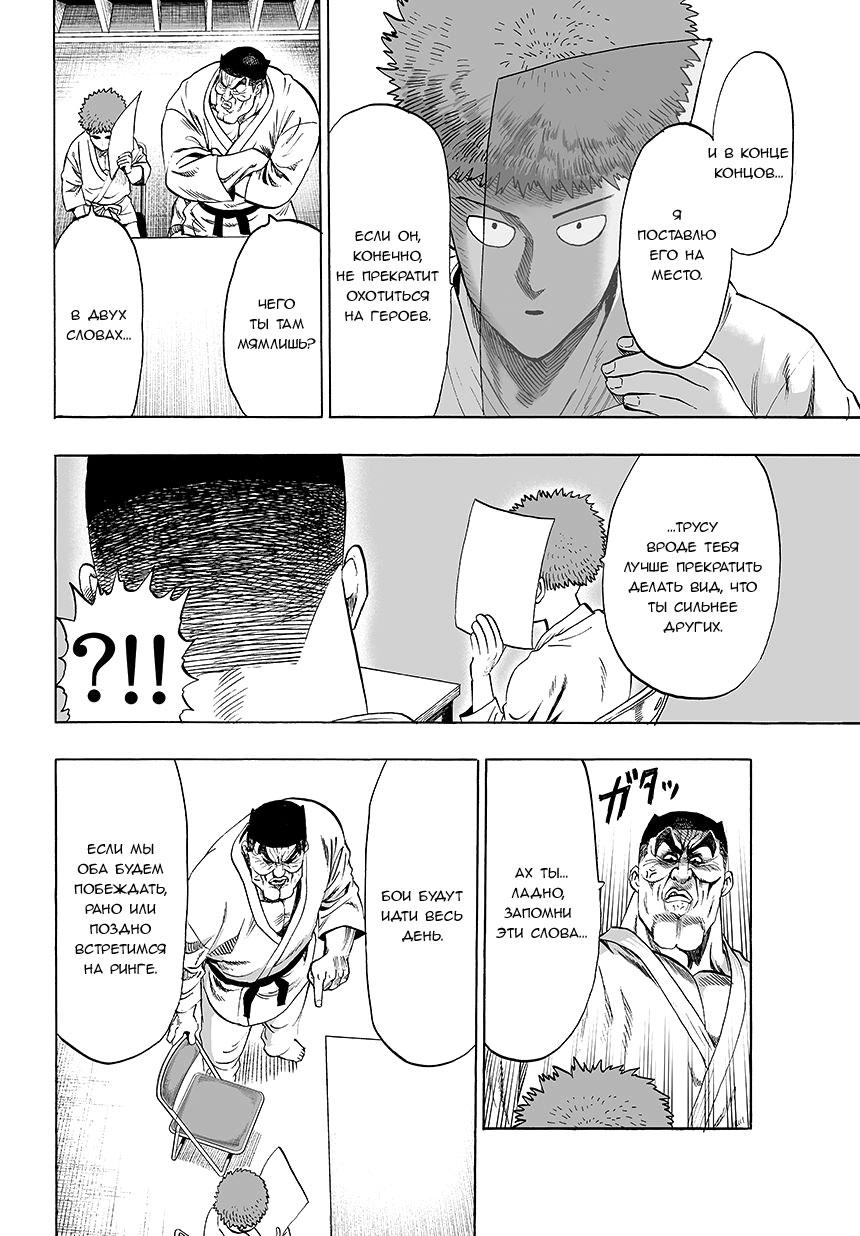 И В КОНЦЕ
КОНЦОВ...
Я
ПОСТАВЛЮ
ЕГО НА
МЕСТО.
ЕСЛИ ОН,
КОНЕЧНО,
НЕ ПРЕКРАТИТ
ОХОТИТЬСЯ
НА ГЕРОЕВ.
ЧЕГО
ТЫ ТАМ
МЯМЛИШЬ?
В ДВУХ
СЛОВАХ...
...ТРУСУ
ВРОДЕ ТЕБЯ
ЛУЧШЕ ПРЕКРАТИТЬ
ДЕЛАТЬ ВИД, ЧТО
ТЫ СИЛЬНЕЕ
ДРУГИХ.
?!!
ガタッ
АХ ТЫ...
ЛАДНО,
ЗАПОМНИ
ЭТИ СЛОВА...
БОИ БУДУТ
ИДТИ ВЕСЬ
ДЕНЬ.
ЕСЛИ МЫ
ОБА БУДЕМ
ПОБЕЖДАТЬ,
РАНО ИЛИ
ПОЗДНО
ВСТРЕТИМСЯ
НА РИНГЕ.